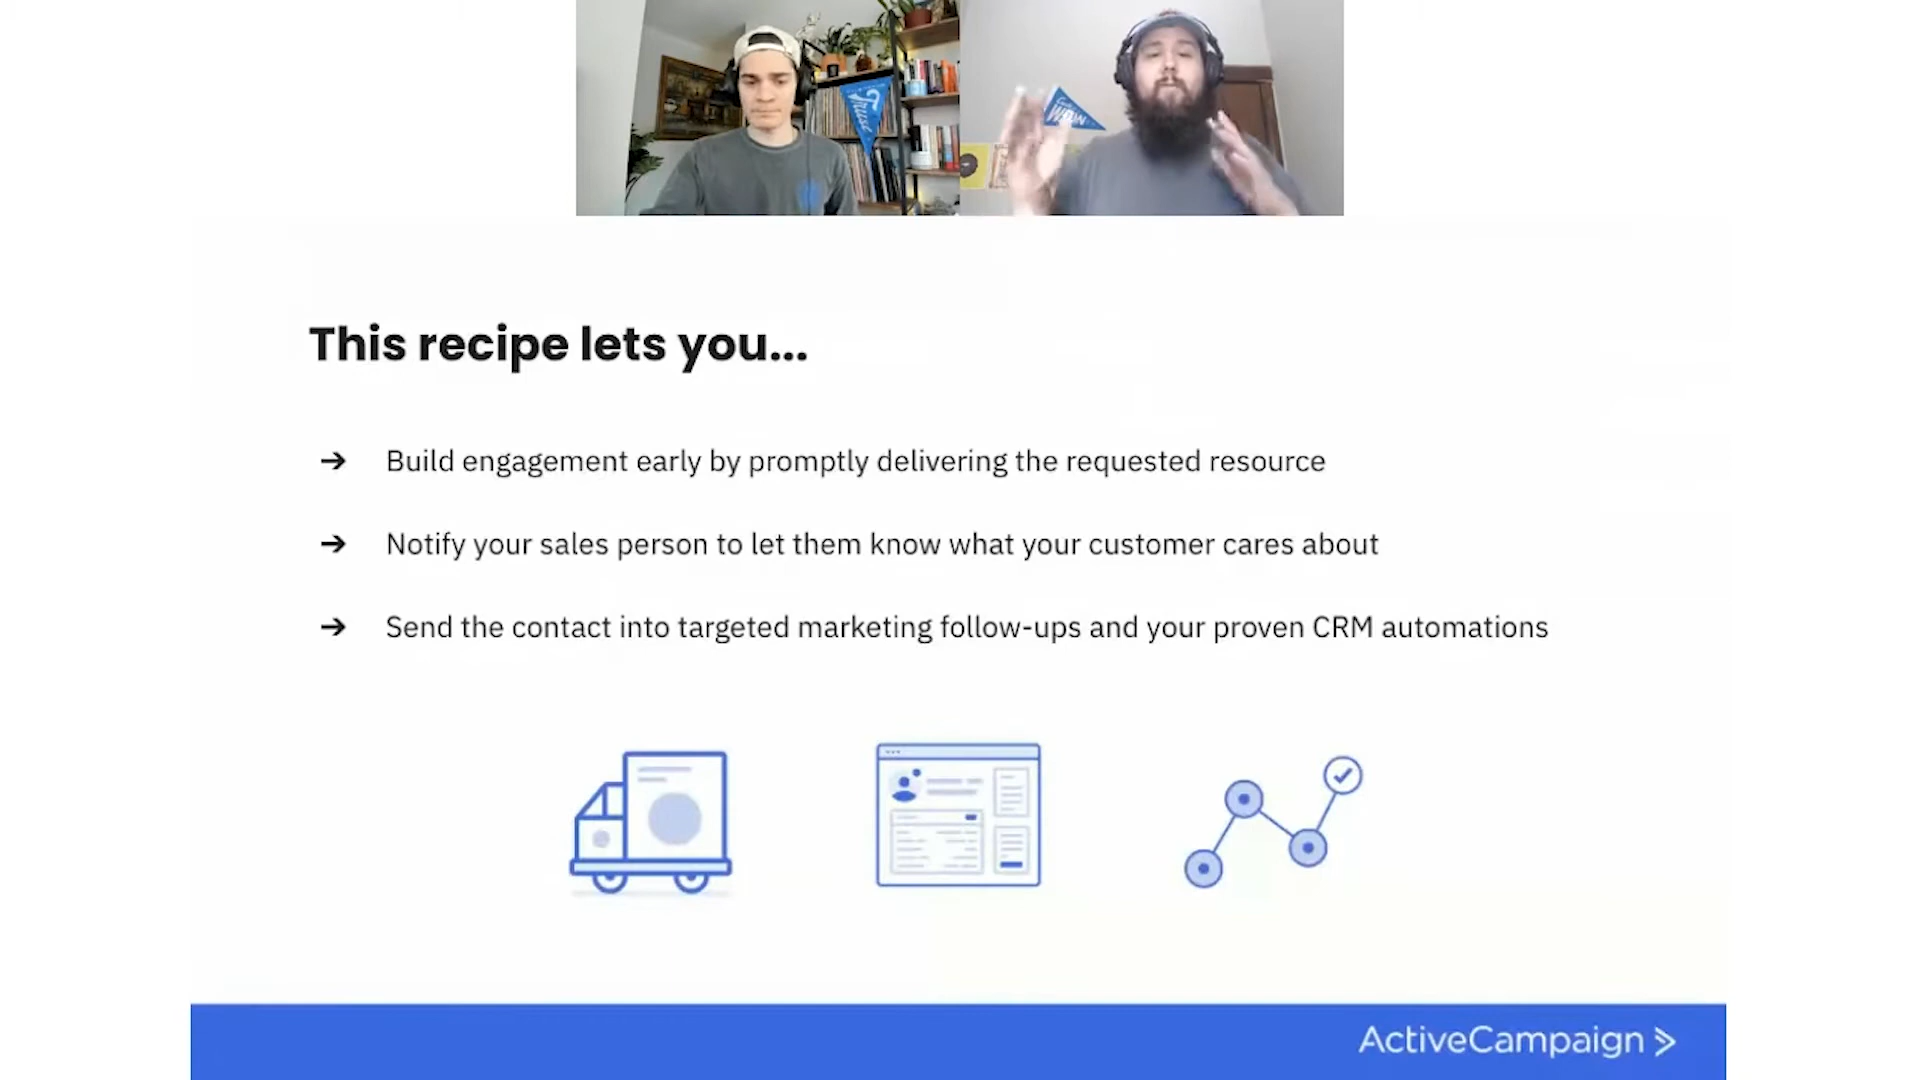 True
This recipe lets you...
→ Build engagement early by promptly delivering the requested resource
→ Notify your sales person to let them know what your customer cares about
→ Send the contact into targeted marketing follow-ups and your proven CRM automations
ActiveCampaign